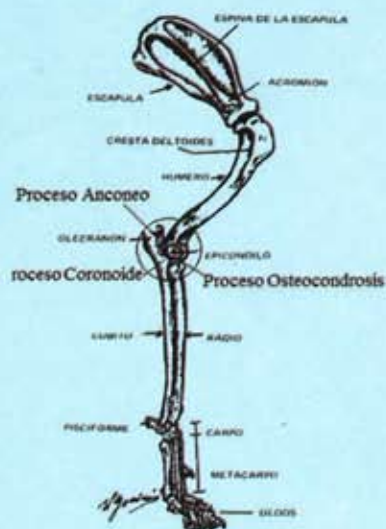 ESPINA DE LA ESCAPULA
ACROMION
ESCAPULA
CRESTA DELTOIDES
HUMERO
Proceso Anconeo
OLECRANON
EPICONDILO
roceso Coronoide
Proceso Osteocondrosis
CUBITO
RADIO
PISCIFORME
CARPO
METACARPO
DEDOS